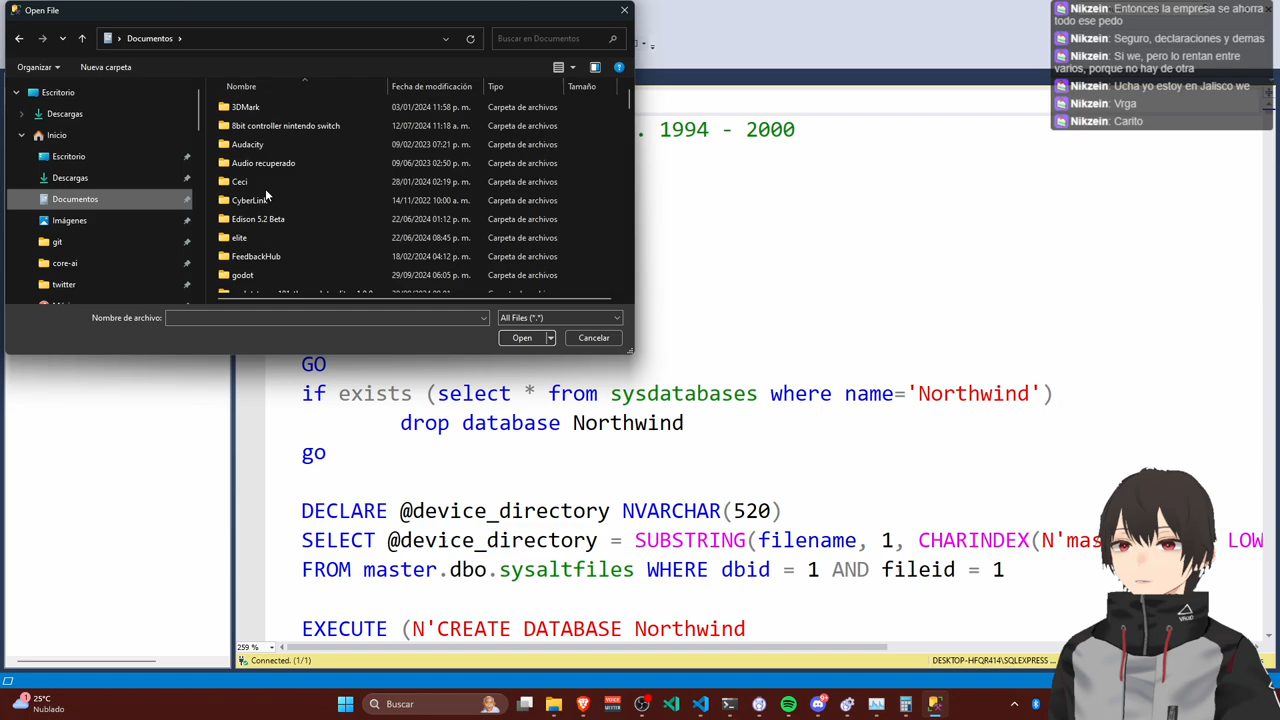 Open File
Documentos
Buscar en Documentos
Organizar
Nueva carpeta
Nombre
Fecha de modificación
Tipo
Tamaño
Escritorio
Descargas
Inicio
Escritorio
Descargas
Documentos
Imágenes
git
core-ai
twitter
3DMark 03/01/2024 11:58 p. m. Carpeta de archivos
8bit controller nintendo switch 12/07/2024 11:18 a. m. Carpeta de archivos
Audacity 09/02/2023 07:21 p. m. Carpeta de archivos
Audio recuperado 09/06/2023 02:50 p. m. Carpeta de archivos
Ceci 28/01/2024 02:19 p. m. Carpeta de archivos
CyberLink 14/11/2022 10:00 a. m. Carpeta de archivos
Edison 5.2 Beta 22/06/2024 01:12 p. m. Carpeta de archivos
elite 22/06/2024 08:45 p. m. Carpeta de archivos
FeedbackHub 18/02/2024 04:12 p. m. Carpeta de archivos
godot 29/09/2024 06:05 p. m. Carpeta de archivos
Nombre de archivo:
All Files (*.*)
Open
Cancelar
Nikzein: Entonces la empresa se ahorra
todo ese pedo
Nikzein: Seguro, declaraciones y demas
Nikzein: Si we, pero lo rentan entre
varios, porque no hay de otra
Nikzein: Ucha yo estoy en Jalisco we
Nikzein: Vrga
Nikzein: Carito
. 1994 - 2000
GO
if exists (select * from sysdatabases where name='Northwind')
drop database Northwind
go
DECLARE @device_directory NVARCHAR(520)
SELECT @device_directory = SUBSTRING(filename, 1, CHARINDEX(N'mas LOW
FROM master.dbo.sysaltfiles WHERE dbid = 1 AND fileid = 1
EXECUTE (N'CREATE DATABASE Northwind
259 %
Connected. (1/1)
DESKTOP-HFQR414\SQLEXPRESS ...
25°C
Nublado
Buscar